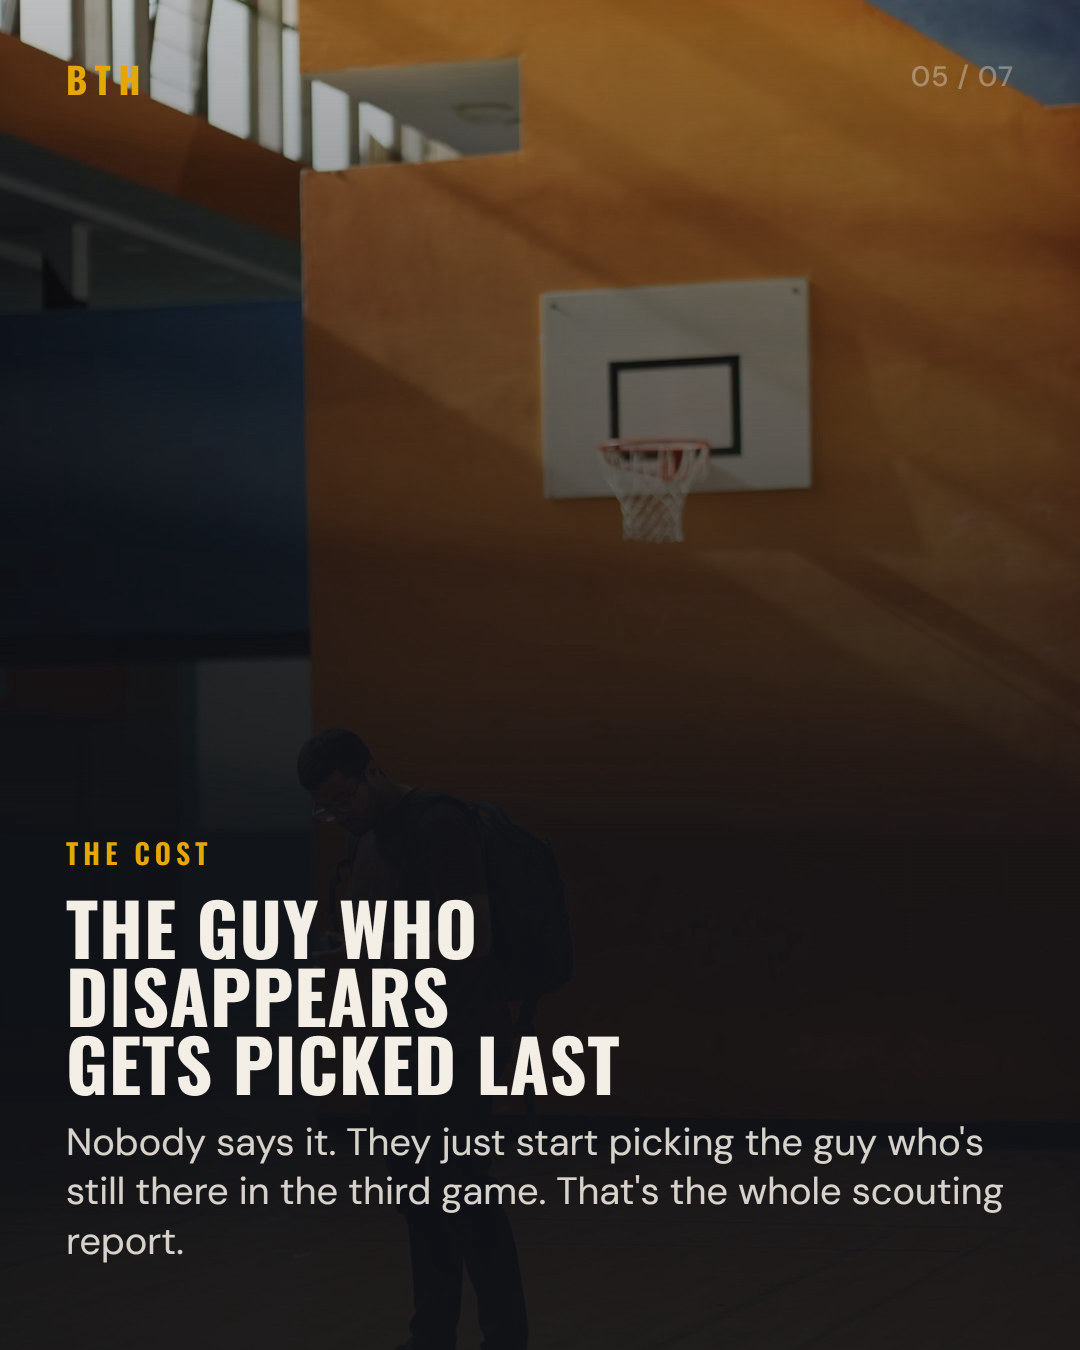 BTH
05 / 07
THE COST
THE GUY WHO
DISAPPEARS
GETS PICKED LAST
Nobody says it. They just start picking the guy who's
still there in the third game. That's the whole scouting
report.